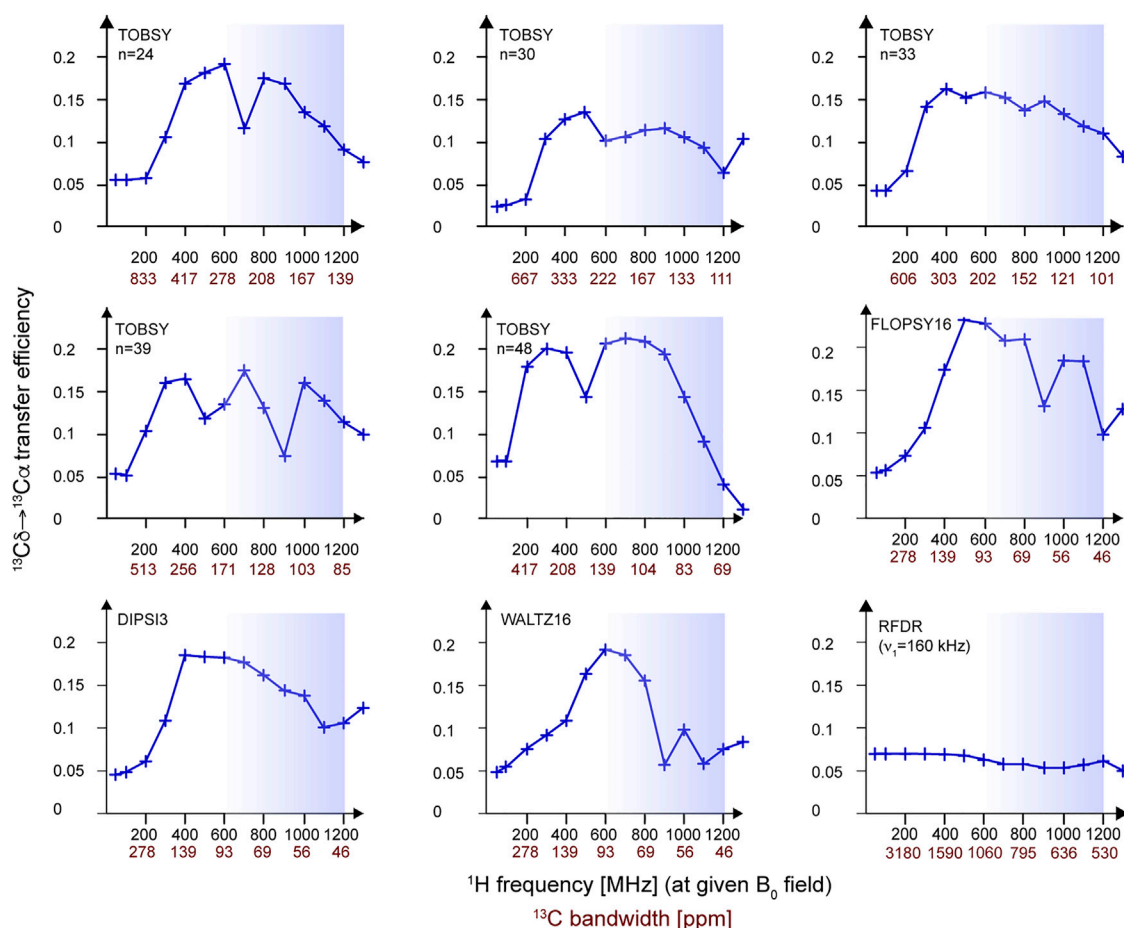 TOBSY
n=24
0.2
0.15
0.1
0.05
0
200 400 600 800 1000 1200
833 417 278 208 167 139
TOBSY
n=30
0.2
0.15
0.1
0.05
0
200 400 600 800 1000 1200
667 333 222 167 133 111
TOBSY
n=33
0.2
0.15
0.1
0.05
0
200 400 600 800 1000 1200
606 303 202 152 121 101
¹³Cδ→¹³Cα transfer efficiency
TOBSY
n=39
0.2
0.15
0.1
0.05
0
200 400 600 800 1000 1200
513 256 171 128 103 85
TOBSY
n=48
0.2
0.15
0.1
0.05
0
200 400 600 800 1000 1200
417 208 139 104 83 69
FLOPSY16
0.2
0.15
0.1
0.05
0
200 400 600 800 1000 1200
278 139 93 69 56 46
DIPSI3
0.2
0.15
0.1
0.05
0
200 400 600 800 1000 1200
278 139 93 69 56 46
WALTZ16
0.2
0.15
0.1
0.05
0
200 400 600 800 1000 1200
278 139 93 69 56 46
RFDR
(ν₁=160 kHz)
0.2
0.15
0.1
0.05
0
200 400 600 800 1000 1200
3180 1590 1060 795 636 530
¹H frequency [MHz] (at given B₀ field)
¹³C bandwidth [ppm]